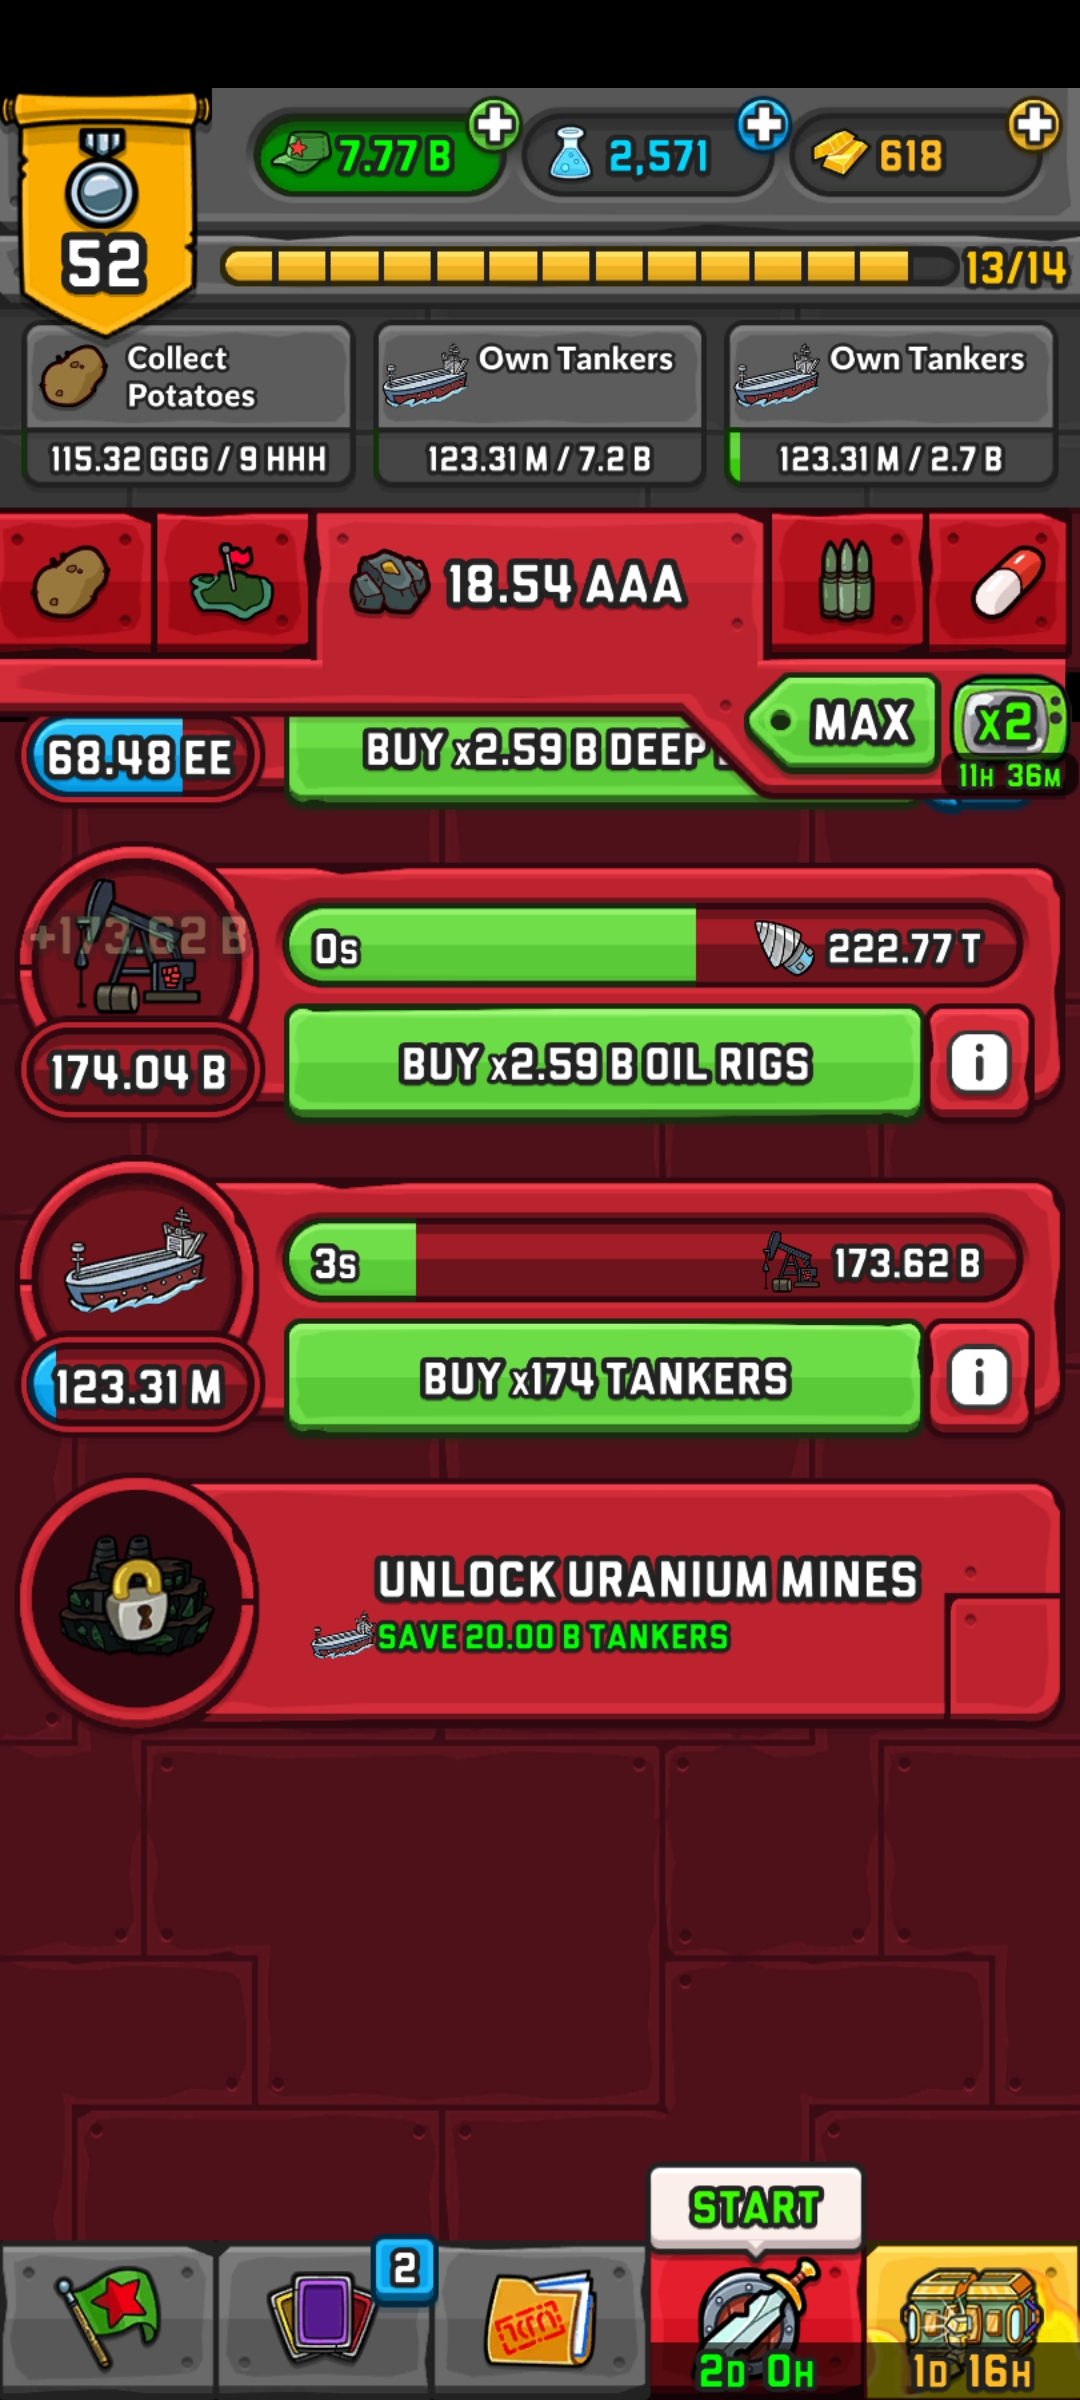 7.77 B
2,571
618
52
13/14
Collect
Potatoes
115.32 GGG / 9 HHH
Own Tankers
123.31 M / 7.2 B
Own Tankers
123.31 M / 2.7 B
18.54 AAA
MAX
x2
11H 36M
68.48 EE
BUY x2.59 B DEEP
+173.62 B
0s
222.77 T
174.04 B
BUY x2.59 B OIL RIGS
i
3s
173.62 B
123.31 M
BUY x174 TANKERS
i
UNLOCK URANIUM MINES
SAVE 20.00 B TANKERS
START
2
2D 0H
1D 16H